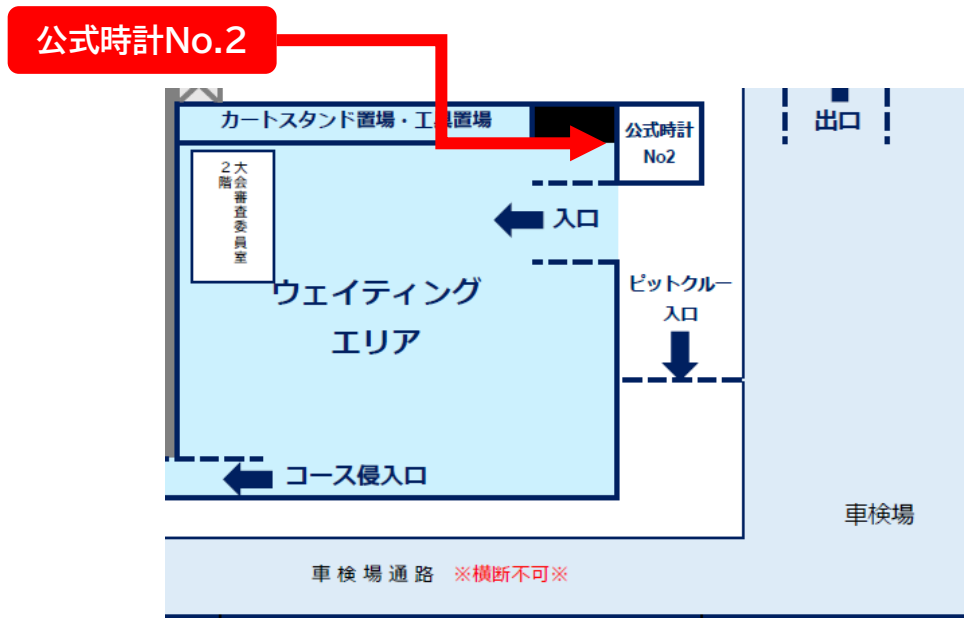 公式時計No.2
カートスタンド置場・工具置場
公式時計
No2
出口
大会審査委員室
2階
入口
ウェイティング
エリア
ピットクルー
入口
コース侵入口
車検場
車検場通路 ※横断不可※